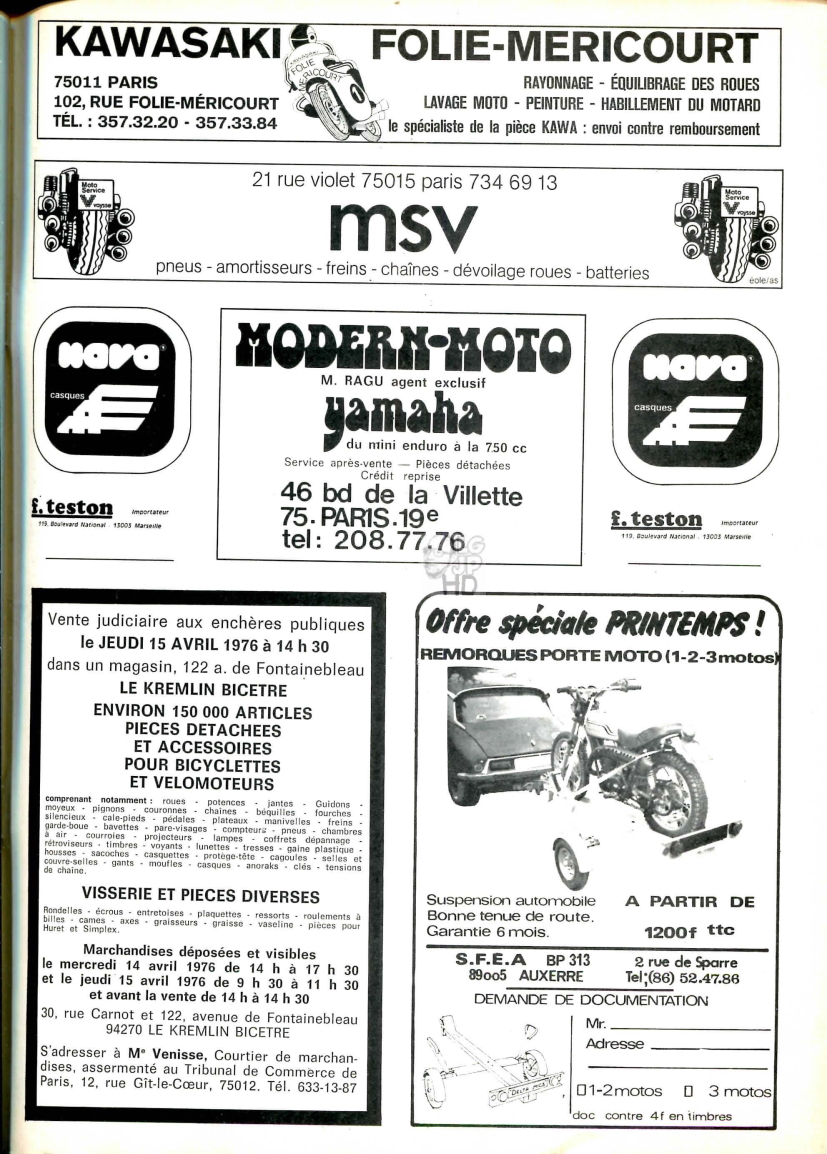 KAWASAKI FOLIE-MERICOURT
75011 PARIS
102, RUE FOLIE-MÉRICOURT
TÉL. : 357.32.20 - 357.33.84
FOLIE
MERICOURT
RAYONNAGE - ÉQUILIBRAGE DES ROUES
LAVAGE MOTO - PEINTURE - HABILLEMENT DU MOTARD
le spécialiste de la pièce KAWA : envoi contre remboursement
Moto
Service
Voysse
21 rue violet 75015 paris 734 69 13
msv
pneus - amortisseurs - freins - chaînes - dévoilage roues - batteries
Moto
Service
Voysse
éole/as
nava
casques
f. teston Importateur
119, Boulevard National - 13003 Marseille
MODERN-MOTO
M. RAGU agent exclusif
yamaha
du mini enduro à la 750 cc
Service après-vente — Pièces détachées
Crédit reprise
46 bd de la Villette
75. PARIS.19e
tel: 208.77.76
nava
casques
f. teston Importateur
119, Boulevard National - 13003 Marseille
HD
Vente judiciaire aux enchères publiques
le JEUDI 15 AVRIL 1976 à 14 h 30
dans un magasin, 122 a. de Fontainebleau
LE KREMLIN BICETRE
ENVIRON 150 000 ARTICLES
PIECES DETACHEES
ET ACCESSOIRES
POUR BICYCLETTES
ET VELOMOTEURS
comprenant notamment : roues - potences - jantes - Guidons -
moyeux - pignons - couronnes - chaînes - béquilles - fourches -
silencieux - cale-pieds - pédales - plateaux - manivelles - freins -
garde-boue - bavettes - pare-visages - compteurs - pneus - chambres
à air - courroies - projecteurs - lampes - coffrets dépannage -
rétroviseurs - timbres - voyants - lunettes - tresses - gaine plastique -
housses - sacoches - casquettes - protège-tête - cagoules - selles et
couvre-selles - gants - moufles - casques - anoraks - clés - tensions
de chaîne.
VISSERIE ET PIECES DIVERSES
Rondelles - écrous - entretoises - plaquettes - ressorts - roulements à
billes - cames - axes - graisseurs - graisse - vaseline - pièces pour
Huret et Simplex.
Marchandises déposées et visibles
le mercredi 14 avril 1976 de 14 h à 17 h 30
et le jeudi 15 avril 1976 de 9 h 30 à 11 h 30
et avant la vente de 14 h à 14 h 30
30, rue Carnot et 122, avenue de Fontainebleau
94270 LE KREMLIN BICETRE
S'adresser à Me Venisse, Courtier de marchan-
dises, assermenté au Tribunal de Commerce de
Paris, 12, rue Gît-le-Cœur, 75012. Tél. 633-13-87
Offre spéciale PRINTEMPS !
REMORQUES PORTE MOTO (1-2-3 motos)
Suspension automobile
Bonne tenue de route.
Garantie 6 mois.
A PARTIR DE
1200f ttc
S.F.E.A BP 313
89005 AUXERRE
2 rue de Sparre
Tel;(86) 52.47.86
DEMANDE DE DOCUMENTATION
Mr.
Adresse
1-2 motos 3 motos
doc contre 4f en timbres